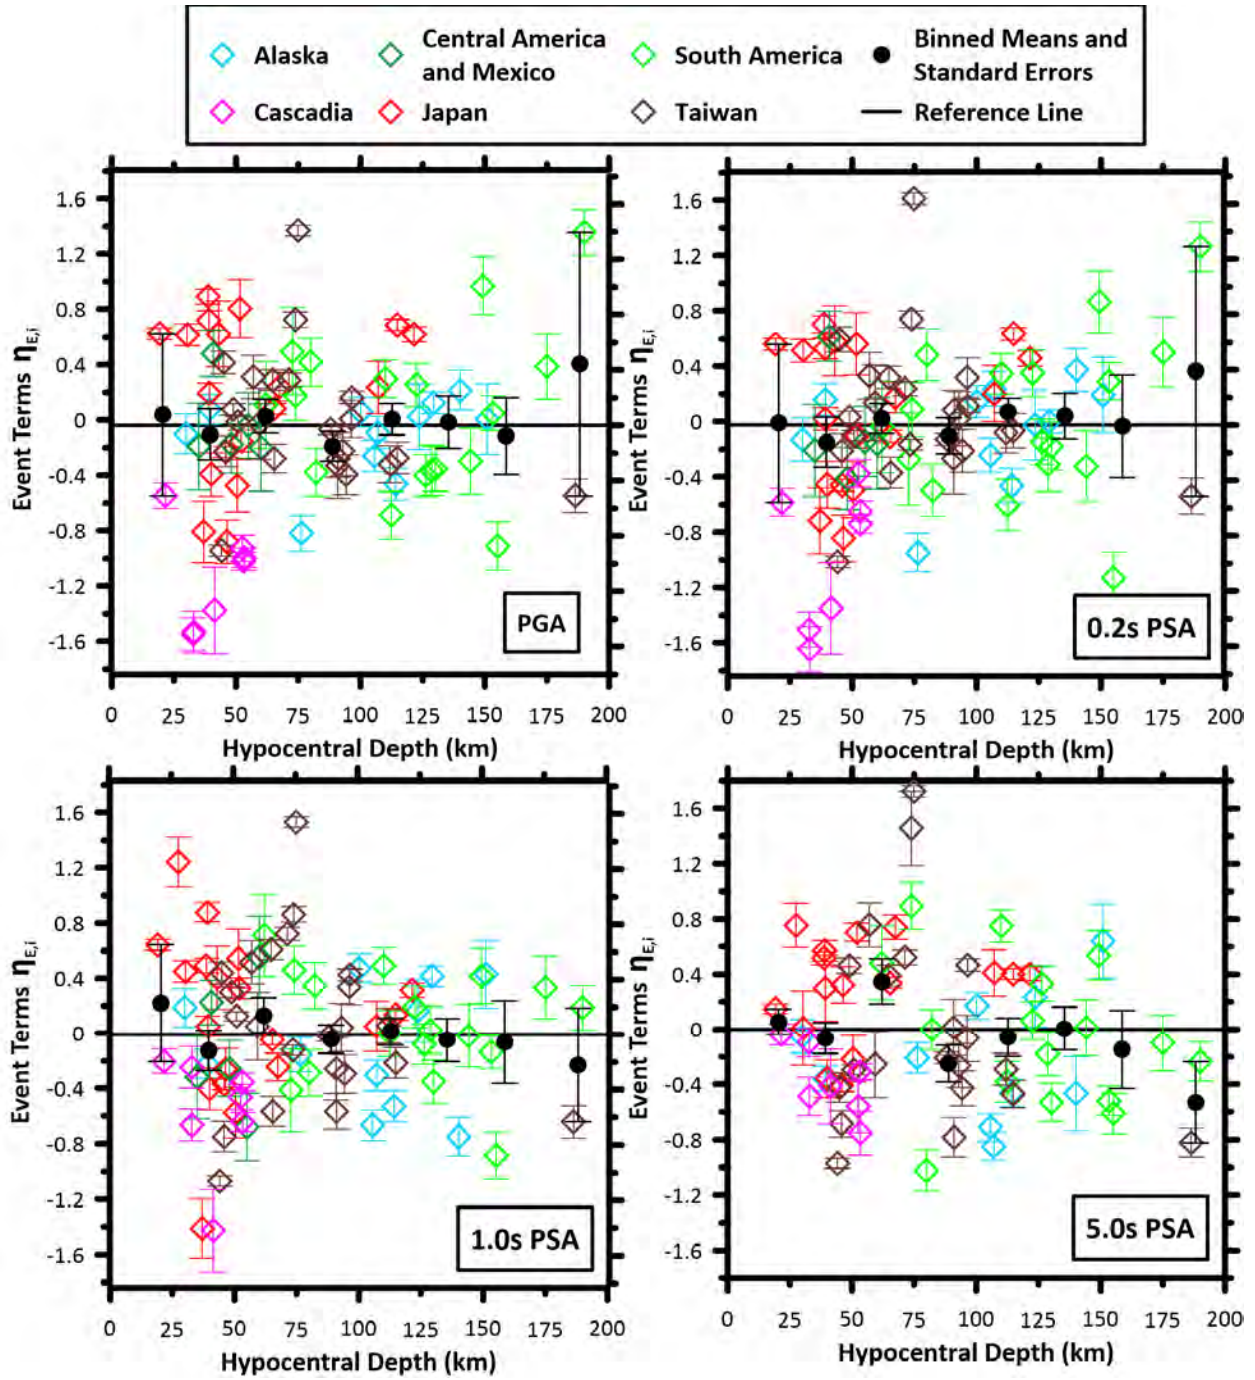 Alaska
Central America
and Mexico
South America
Binned Means and
Standard Errors
Cascadia
Japan
Taiwan
Reference Line
1.6
1.2
0.8
0.4
0
-0.4
-0.8
-1.2
-1.6
Event Terms ηE,i
PGA
0 25 50 75 100 125 150 175 200
Hypocentral Depth (km)
1.6
1.2
0.8
0.4
0
-0.4
-0.8
-1.2
-1.6
Event Terms ηE,i
0.2s PSA
0 25 50 75 100 125 150 175 200
Hypocentral Depth (km)
1.6
1.2
0.8
0.4
0
-0.4
-0.8
-1.2
-1.6
Event Terms ηE,i
1.0s PSA
0 25 50 75 100 125 150 175 200
Hypocentral Depth (km)
1.6
1.2
0.8
0.4
0
-0.4
-0.8
-1.2
-1.6
Event Terms ηE,i
5.0s PSA
0 25 50 75 100 125 150 175 200
Hypocentral Depth (km)